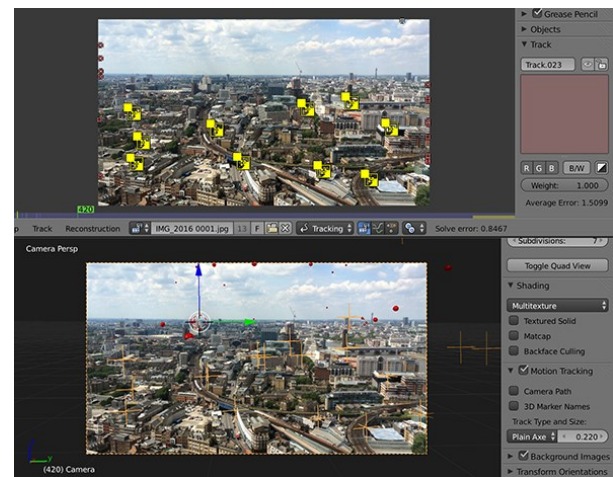 Grease Pencil
Objects
Track
Track.023
R G B B/W
Weight: 1.000
Average Error: 1.5099
420
p Track Reconstruction IMG_2016 0001.jpg 13 F Tracking Solve error: 0.8467
Camera Persp
Subdivisions: 7
Toggle Quad View
Shading
Multitexture
Textured Solid
Matcap
Backface Culling
Motion Tracking
Camera Path
3D Marker Names
Track Type and Size:
Plain Axe 0.220
Background Images
Transform Orientations
y
(420) Camera